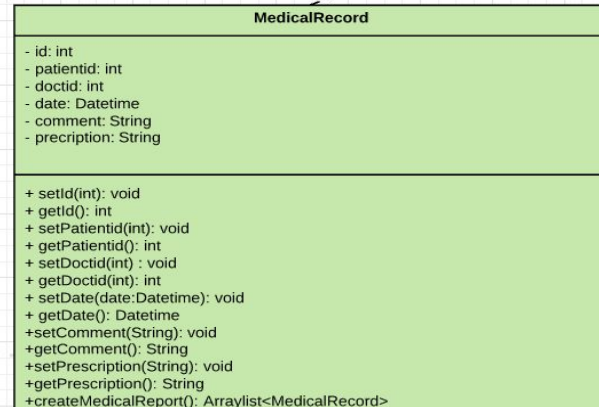 MedicalRecord
- id: int
- patientid: int
- doctid: int
- date: Datetime
- comment: String
- precription: String
+ setId(int): void
+ getId(): int
+ setPatientid(int): void
+ getPatientid(): int
+ setDoctid(int) : void
+ getDoctid(int): int
+ setDate(date:Datetime): void
+ getDate(): Datetime
+setComment(String): void
+getComment(): String
+setPrescription(String): void
+getPrescription(): String
+createMedicalReport(): Arraylist<MedicalRecord>